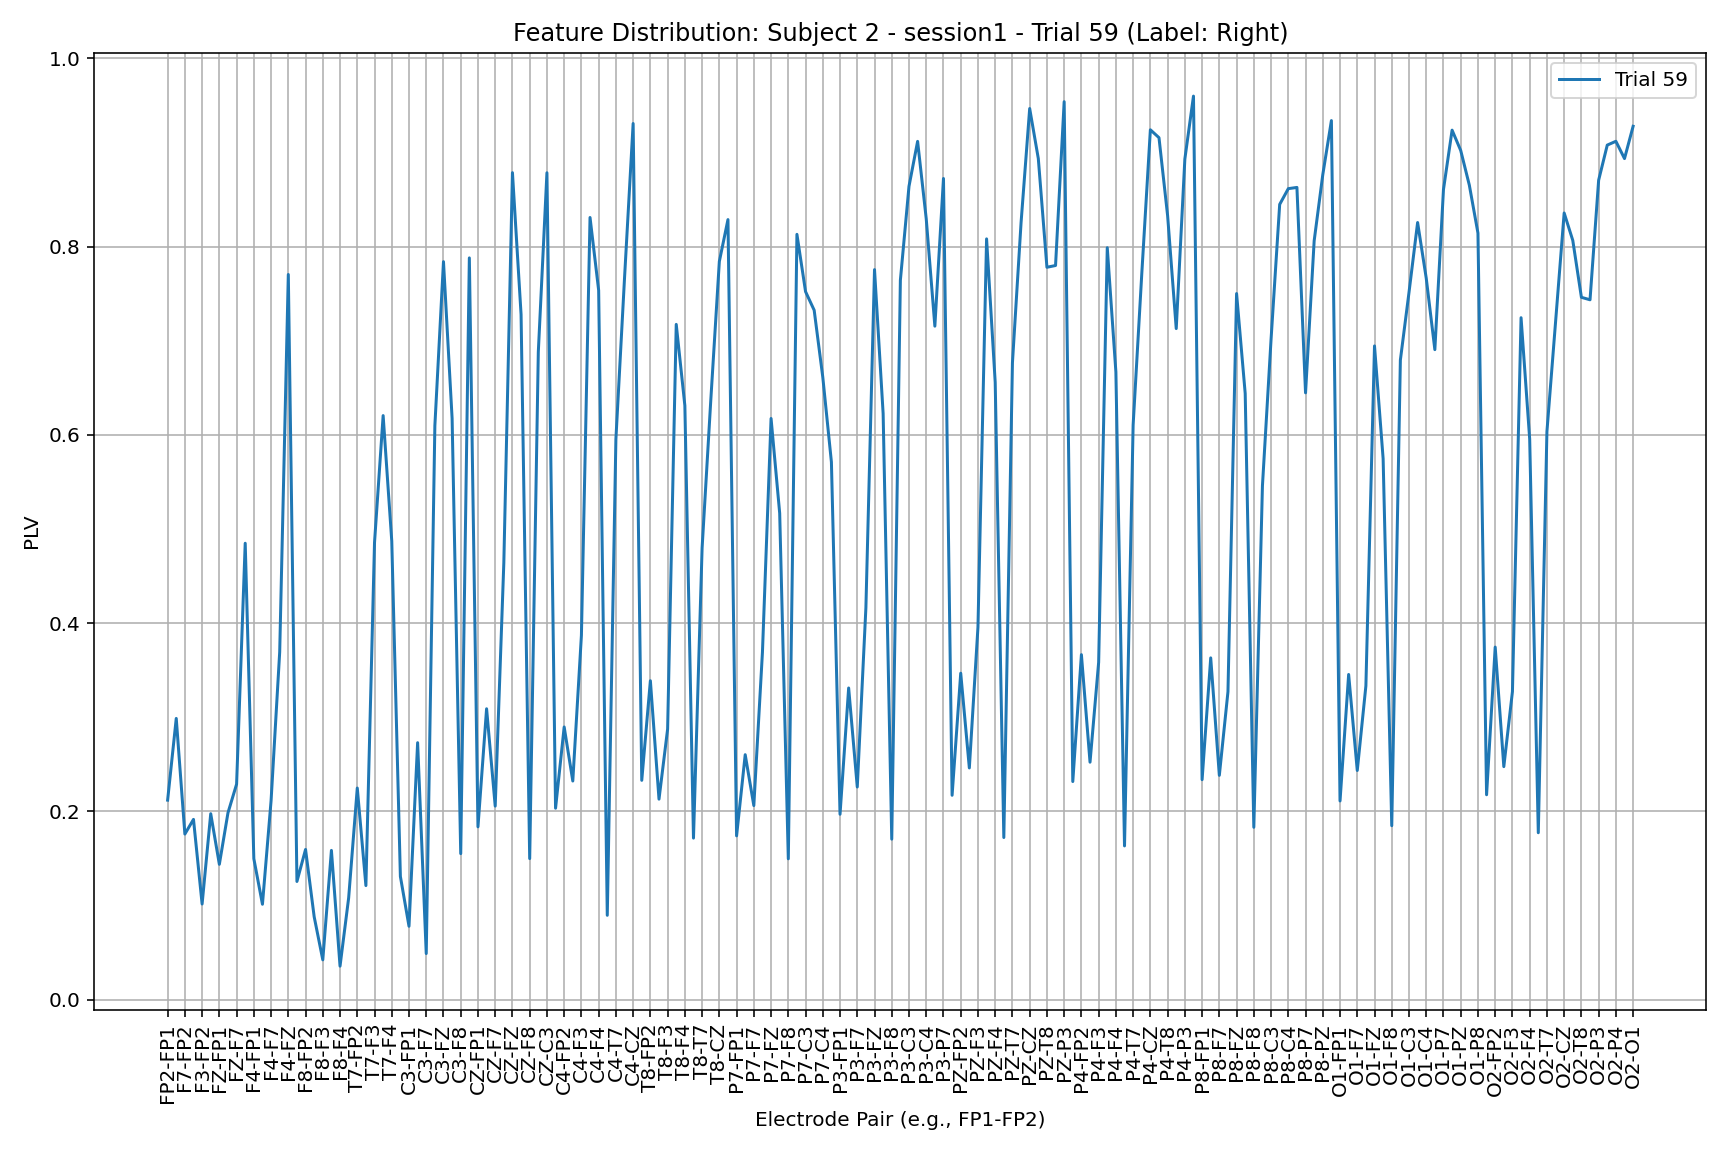 Feature Distribution: Subject 2 - session1 - Trial 59 (Label: Right)
Trial 59
PLV
1.0
0.8
0.6
0.4
0.2
0.0
FP2-FP1
F7-FP2
F3-FP2
FZ-FP1
FZ-F7
F4-FP1
F4-F7
F4-FZ
F8-FP2
F8-F3
F8-F4
T7-FP2
T7-F3
T7-F4
C3-FP1
C3-F7
C3-FZ
C3-F8
CZ-FP1
CZ-F7
CZ-FZ
CZ-F8
CZ-C3
C4-FP2
C4-F3
C4-F4
C4-T7
C4-CZ
T8-FP2
T8-F3
T8-F4
T8-T7
T8-CZ
P7-FP1
P7-F7
P7-FZ
P7-F8
P7-C3
P7-C4
P3-FP1
P3-F7
P3-FZ
P3-F8
P3-C3
P3-C4
P3-P7
PZ-FP2
PZ-F3
PZ-F4
PZ-T7
PZ-CZ
PZ-T8
PZ-P3
P4-FP2
P4-F3
P4-F4
P4-T7
P4-CZ
P4-T8
P4-P3
P8-FP1
P8-F7
P8-FZ
P8-F8
P8-C3
P8-C4
P8-P7
P8-PZ
O1-FP1
O1-F7
O1-FZ
O1-F8
O1-C3
O1-C4
O1-P7
O1-PZ
O1-P8
O2-FP2
O2-F3
O2-F4
O2-T7
O2-CZ
O2-T8
O2-P3
O2-P4
O2-O1
Electrode Pair (e.g., FP1-FP2)